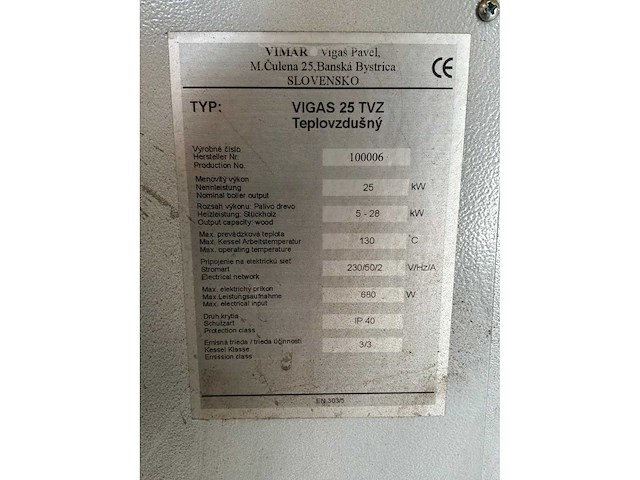 VIMAR Vigaš Pavel,
M.Čulena 25,Banská Bystrica
SLOVENSKO
CE
TYP: VIGAS 25 TVZ
Teplovzdušný
Výrobné číslo
Hersteller Nr.
Production No.
100006
Menovitý výkon
Nennleistung
Nominal boiler output
25 kW
Rozsah výkonu: Palivo drevo
Heizleistung: Stückholz
Output capacity: wood
5 - 28 kW
Max. prevádzková teplota
Max. Kessel Arbeitstemperatur
Max. operating temperature
130 °C
Pripojenie na elektrickú sieť
Stromart
Electrical network
230/50/2 V/Hz/A
Max. elektrický príkon
Max.Leistungsaufnahme
Max, electrical input
680 W
Druh krytia
Schutzart
Protection class
IP 40
Emisná trieda / trieda účinnosti
Kessel Klasse
Emission class
3/3
EN 303/5